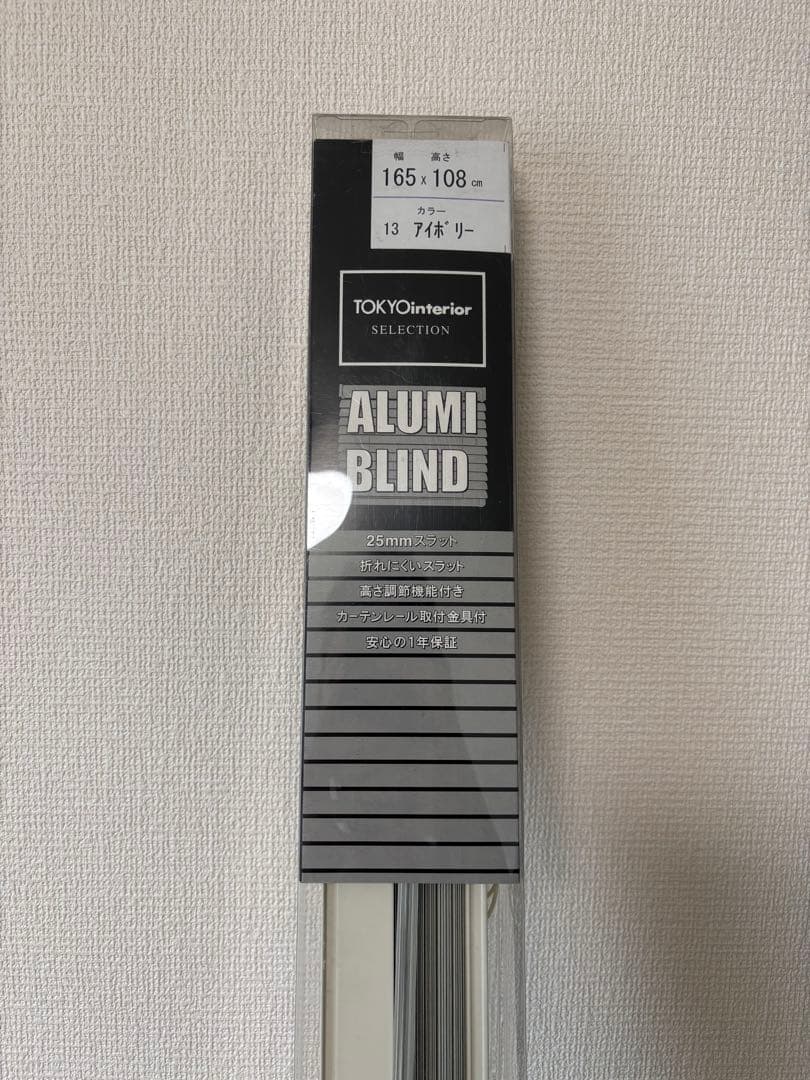 幅 高さ
165 x 108 cm
カラー
13 アイボリー
TOKYOinterior
SELECTION
ALUMI
BLIND
25mmスラット
折れにくいスラット
高さ調節機能付き
カーテンレール取付金具付
安心の1年保証